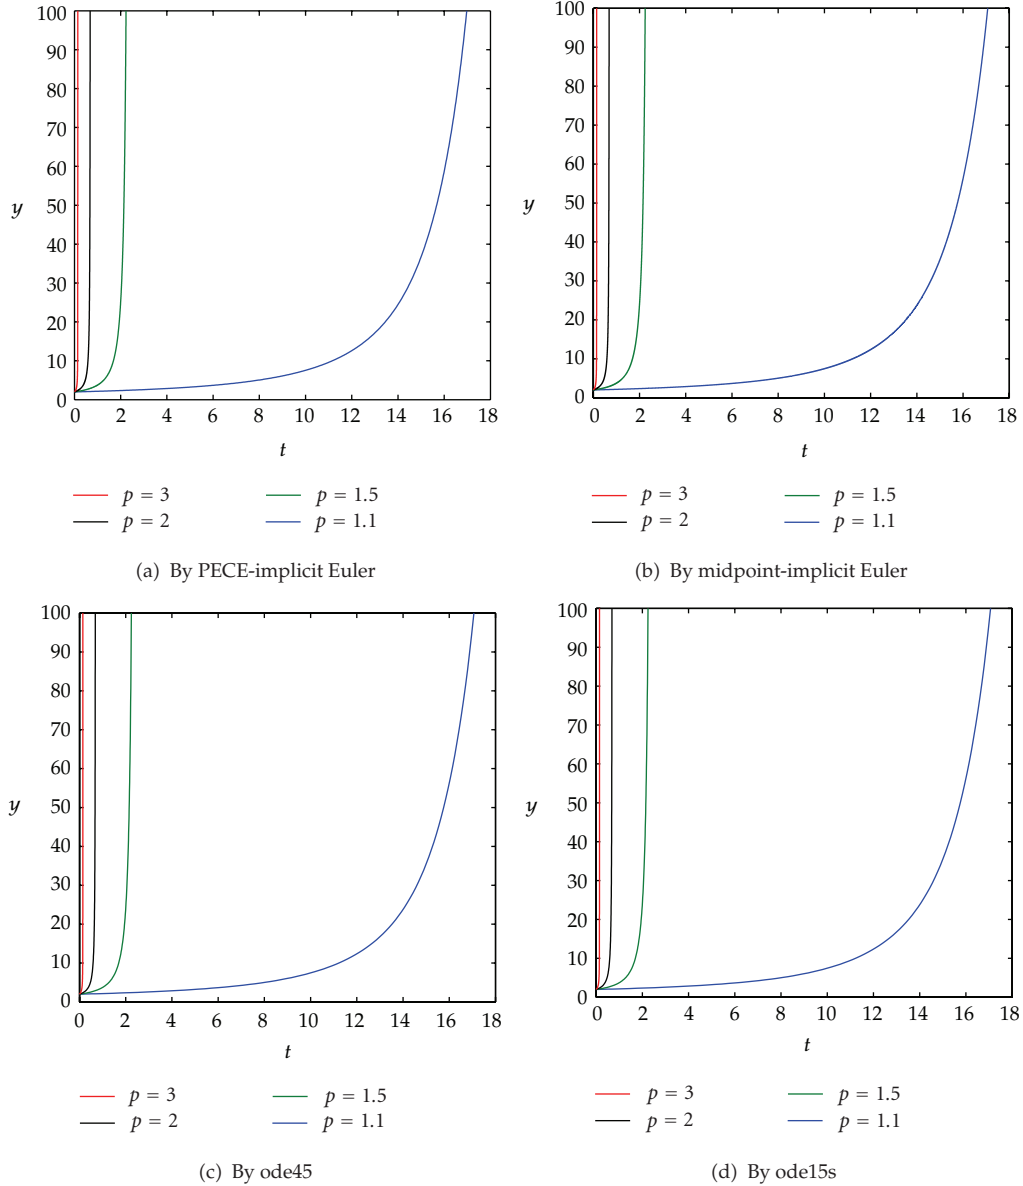 100
90
80
70
60
50
40
30
20
10
0
y
0 2 4 6 8 10 12 14 16 18
t
p = 3
p = 1.5
p = 2
p = 1.1
(a) By PECE-implicit Euler
100
90
80
70
60
50
40
30
20
10
0
y
0 2 4 6 8 10 12 14 16 18
t
p = 3
p = 1.5
p = 2
p = 1.1
(b) By midpoint-implicit Euler
100
90
80
70
60
50
40
30
20
10
0
y
0 2 4 6 8 10 12 14 16 18
t
p = 3
p = 1.5
p = 2
p = 1.1
(c) By ode45
100
90
80
70
60
50
40
30
20
10
0
y
0 2 4 6 8 10 12 14 16 18
t
p = 3
p = 1.5
p = 2
p = 1.1
(d) By ode15s